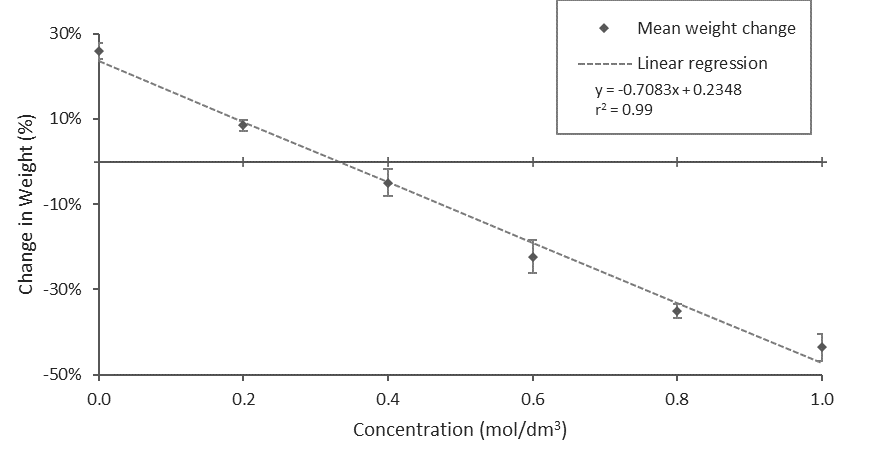 Mean weight change
Linear regression
y = -0.7083x + 0.2348
r² = 0.99
Change in Weight (%)
30%
10%
-10%
-30%
-50%
0.0 0.2 0.4 0.6 0.8 1.0
Concentration (mol/dm³)